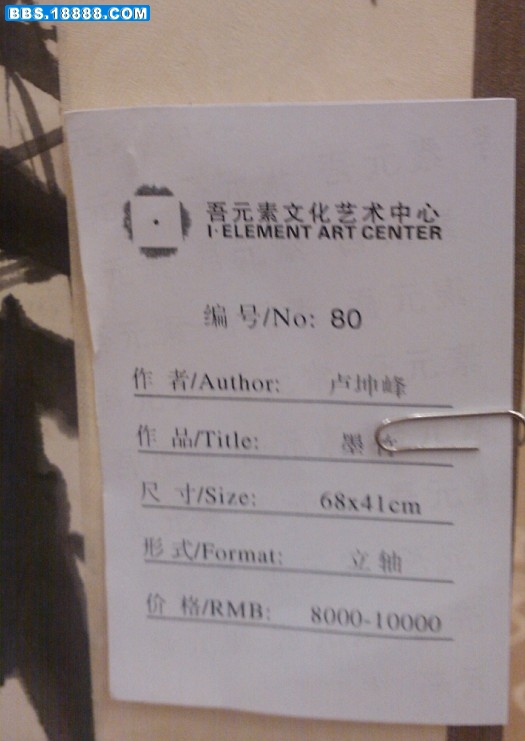 BBS.18888.COM
吾元素文化艺术中心
I·ELEMENT ART CENTER
编 号/No: 80
作 者/Author: 卢坤峰
作 品/Title: 墨竹
尺 寸/Size: 68x41cm
形 式/Format: 立轴
价 格/RMB: 8000-10000